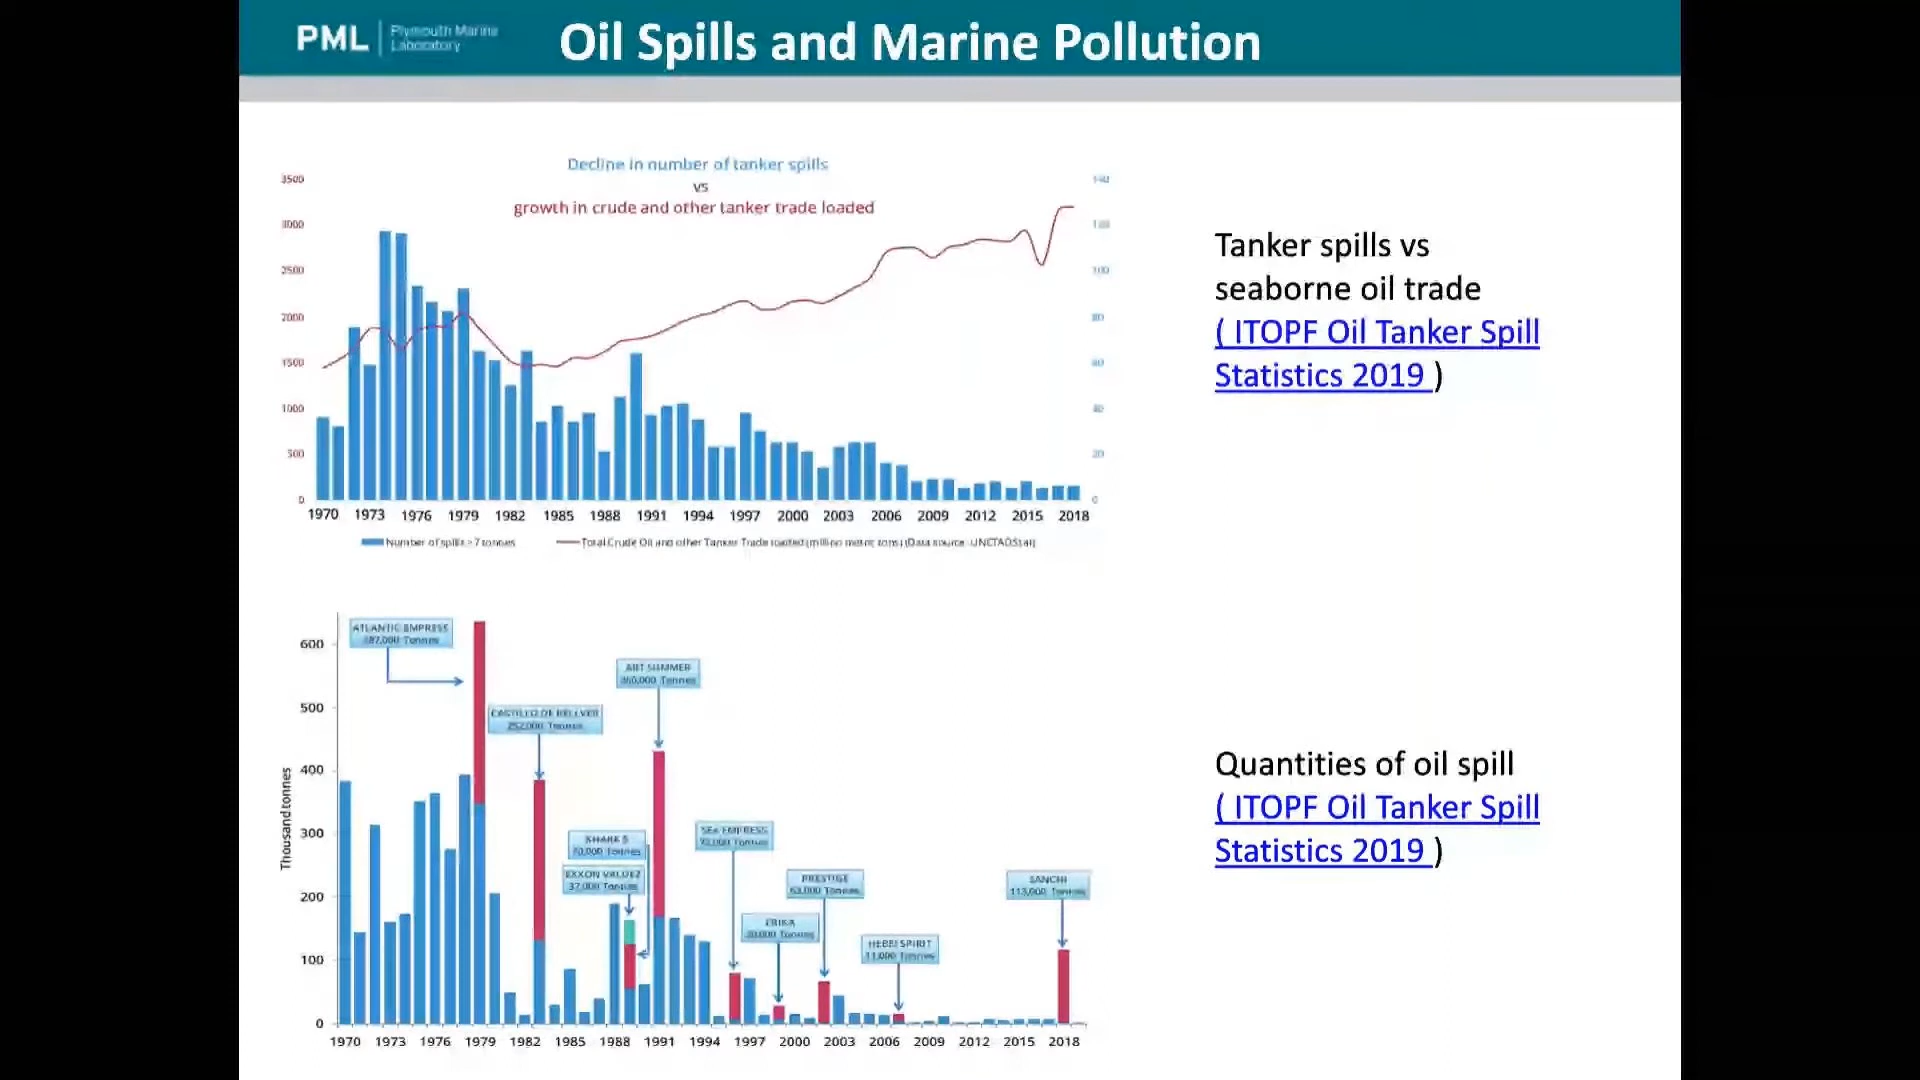 PML
Plymouth Marine
Laboratory
Oil Spills and Marine Pollution
Decline in number of tanker spills
vs
growth in crude and other tanker trade loaded
3500
3000
2500
2000
1500
1000
500
0
140
120
100
80
60
40
20
0
1970 1973 1976 1979 1982 1985 1988 1991 1994 1997 2000 2003 2006 2009 2012 2015 2018
Number of spills >7 tonnes
Total Crude Oil and other Tanker Trade loaded (million metric tons) (Data source: UNCTADStat)
Tanker spills vs
seaborne oil trade
( ITOPF Oil Tanker Spill
Statistics 2019 )
Thousand tonnes
600
500
400
300
200
100
0
ATLANTIC EMPRESS
287,000 Tonnes
CASTILLO DE BELLVER
252,000 Tonnes
ABT SUMMER
260,000 Tonnes
KHARK 5
70,000 Tonnes
EXXON VALDEZ
37,000 Tonnes
SEA EMPRESS
72,000 Tonnes
PRESTIGE
63,000 Tonnes
ERIKA
20,000 Tonnes
HEBEI SPIRIT
11,000 Tonnes
SANCHI
113,000 Tonnes
1970 1973 1976 1979 1982 1985 1988 1991 1994 1997 2000 2003 2006 2009 2012 2015 2018
Quantities of oil spill
( ITOPF Oil Tanker Spill
Statistics 2019 )